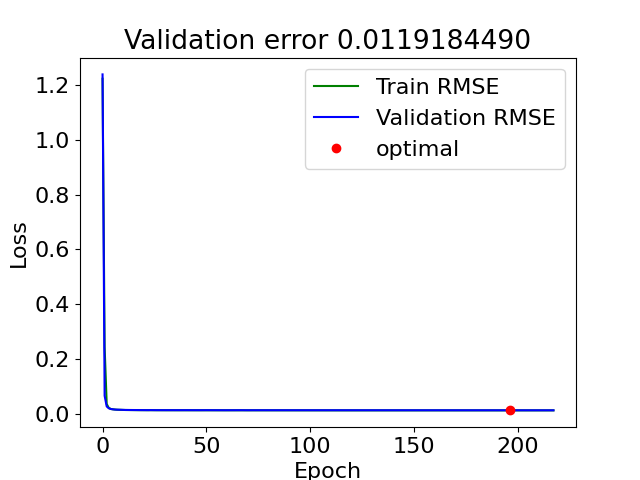 Validation error 0.0119184490
Train RMSE
Validation RMSE
optimal
Loss
1.2
1.0
0.8
0.6
0.4
0.2
0.0
0 50 100 150 200
Epoch